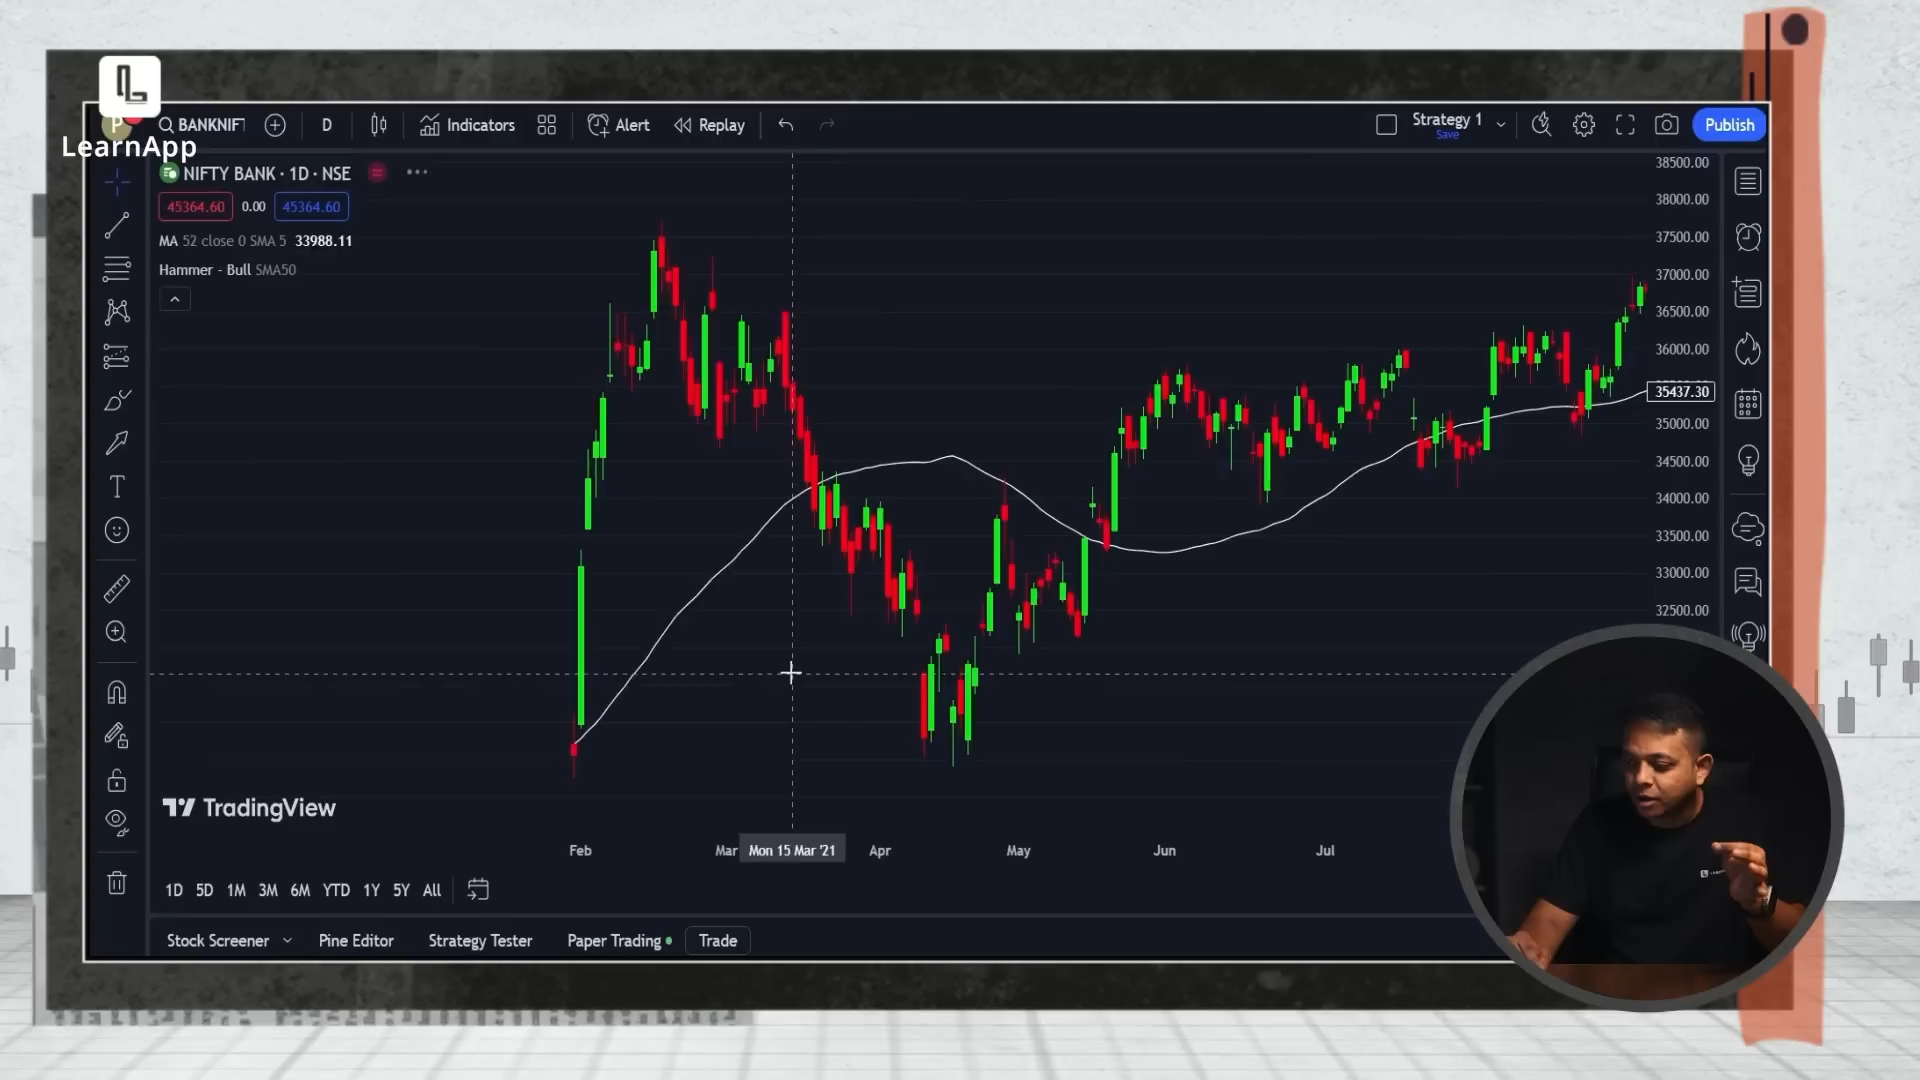 LearnApp
P
BANKNIFT
D
Indicators
Alert
Replay
Strategy 1
Save
Publish
NIFTY BANK · 1D · NSE
45364.60 0.00 45364.60
MA 52 close 0 SMA 5 33988.11
Hammer - Bull SMA50
38500.00
38000.00
37500.00
37000.00
36500.00
36000.00
35437.30
35000.00
34500.00
34000.00
33500.00
33000.00
32500.00
TradingView
Feb Mar Mon 15 Mar '21 Apr May Jun Jul
1D 5D 1M 3M 6M YTD 1Y 5Y All
Stock Screener Pine Editor Strategy Tester Paper Trading Trade